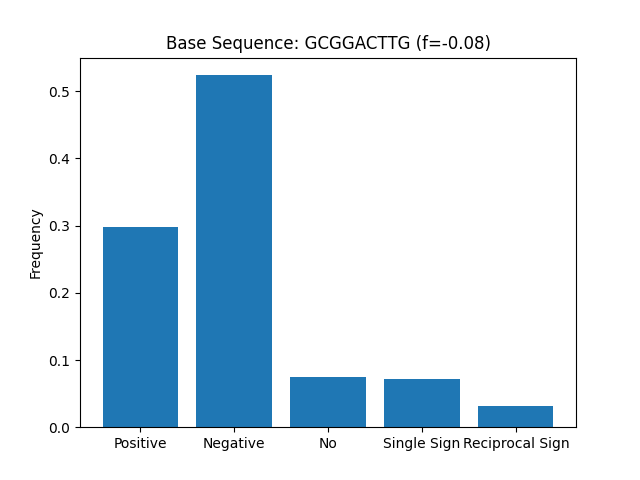 Base Sequence: GCGGACTTG (f=-0.08)
Frequency
0.5
0.4
0.3
0.2
0.1
0.0
Positive Negative No Single Sign Reciprocal Sign